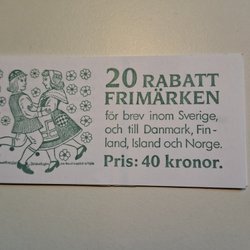 20 RABATT
FRIMÄRKEN
för brev inom Sverige,
och till Danmark, Fin-
land, Island och Norge.
Pris: 40 kronor.